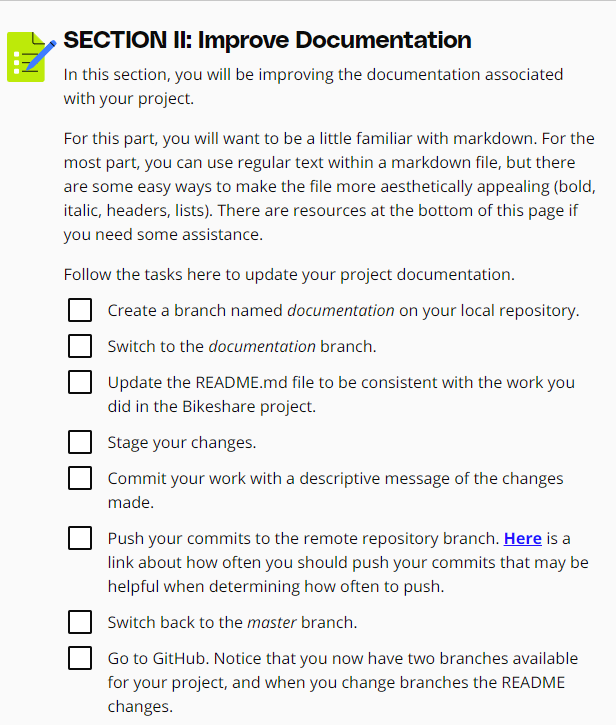 SECTION II: Improve Documentation
In this section, you will be improving the documentation associated
with your project.
For this part, you will want to be a little familiar with markdown. For the
most part, you can use regular text within a markdown file, but there
are some easy ways to make the file more aesthetically appealing (bold,
italic, headers, lists). There are resources at the bottom of this page if
you need some assistance.
Follow the tasks here to update your project documentation.
Create a branch named documentation on your local repository.
Switch to the documentation branch.
Update the README.md file to be consistent with the work you
did in the Bikeshare project.
Stage your changes.
Commit your work with a descriptive message of the changes
made.
Push your commits to the remote repository branch. Here is a
link about how often you should push your commits that may be
helpful when determining how often to push.
Switch back to the master branch.
Go to GitHub. Notice that you now have two branches available
for your project, and when you change branches the README
changes.